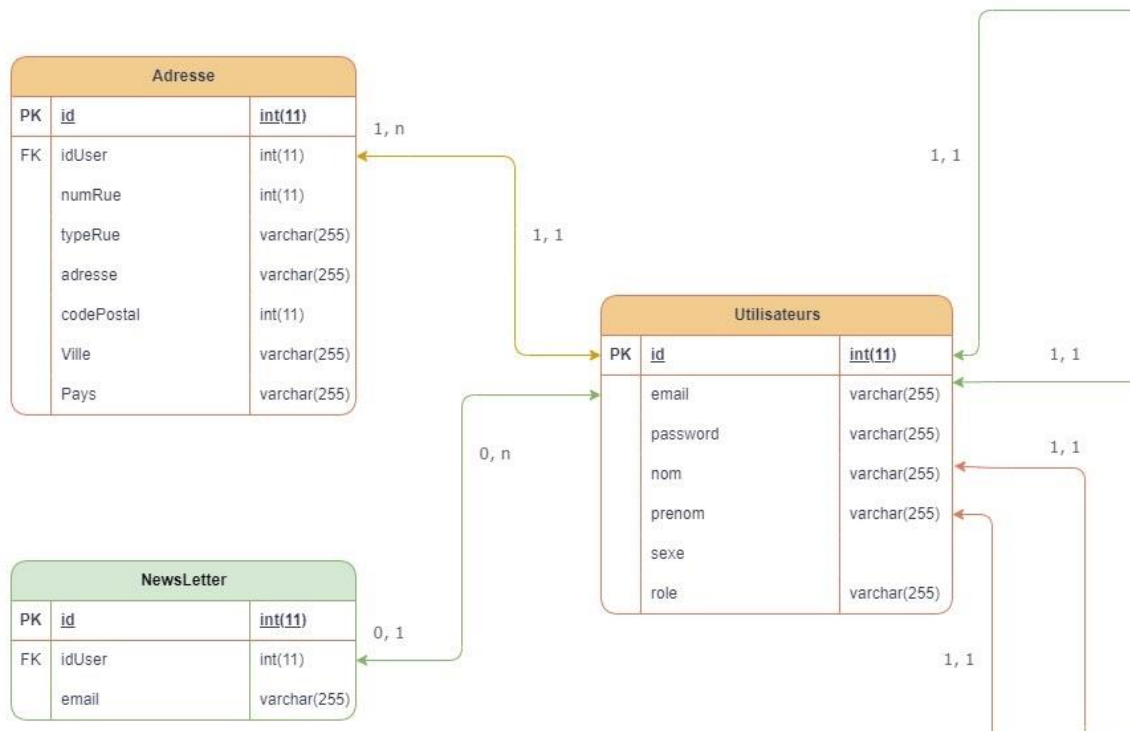 Adresse
PK id int(11)
FK idUser int(11)
numRue int(11)
typeRue varchar(255)
adresse varchar(255)
codePostal int(11)
Ville varchar(255)
Pays varchar(255)
1, n
1, 1
1, 1
Utilisateurs
PK id int(11)
email varchar(255)
password varchar(255)
nom varchar(255)
prenom varchar(255)
sexe
role varchar(255)
1, 1
1, 1
1, 1
0, n
0, 1
NewsLetter
PK id int(11)
FK idUser int(11)
email varchar(255)